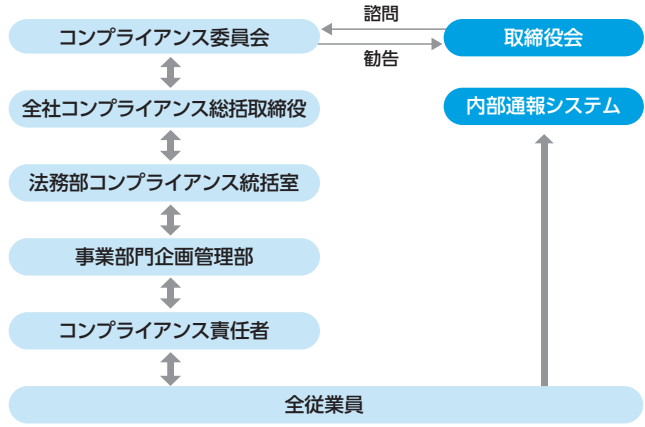 コンプライアンス委員会
諮問
勧告
取締役会
全社コンプライアンス総括取締役
内部通報システム
法務部コンプライアンス統括室
事業部門企画管理部
コンプライアンス責任者
全従業員